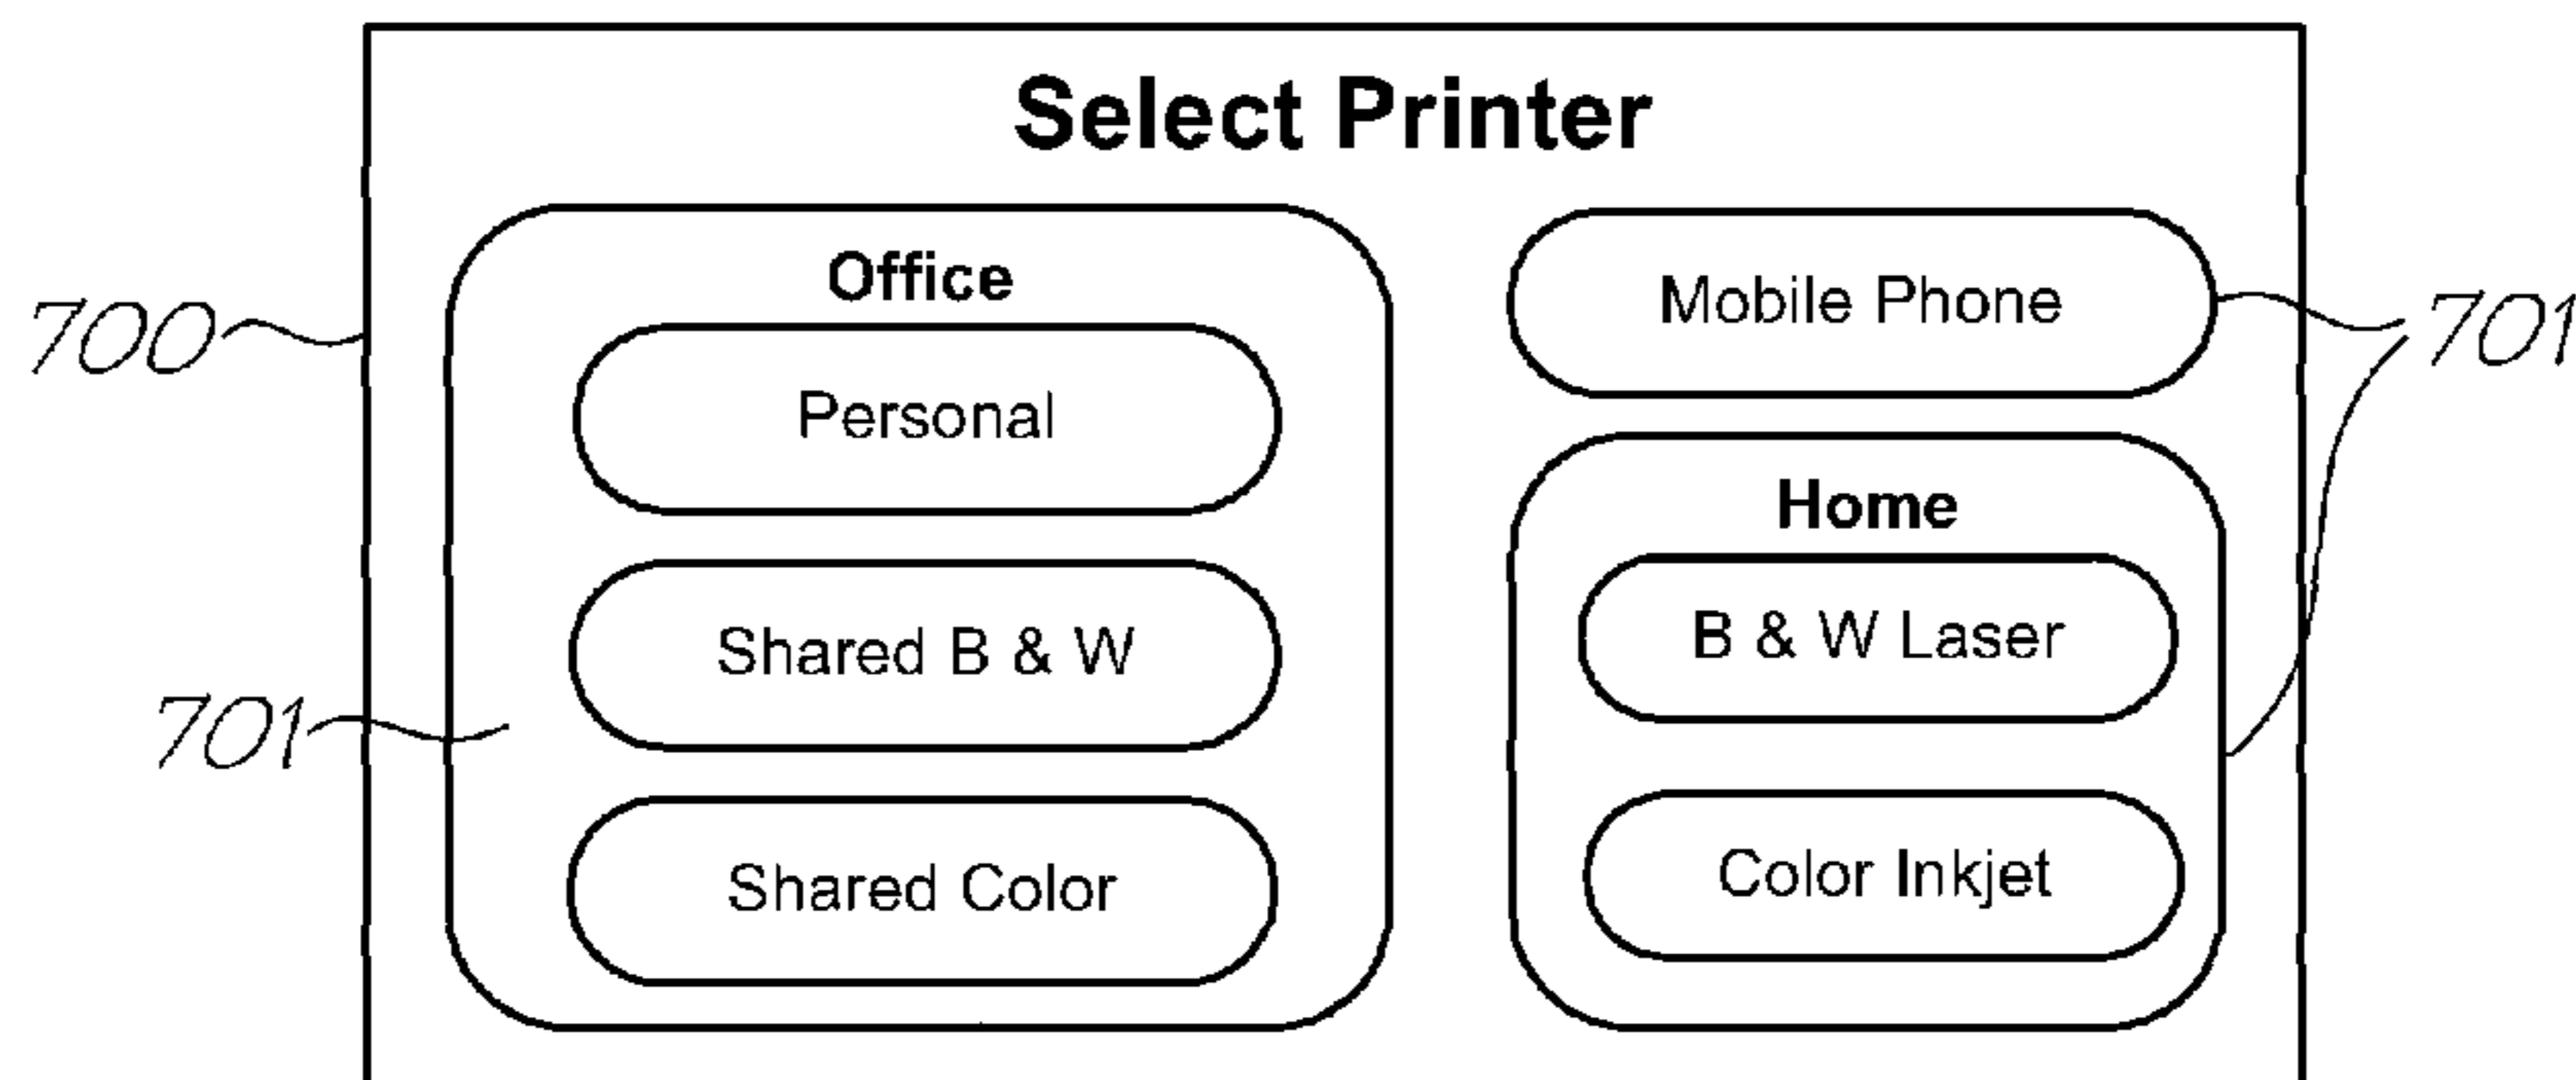 Select Printer
Office
Personal
Shared B & W
Shared Color
Mobile Phone
Home
B & W Laser
Color Inkjet
700
701
701